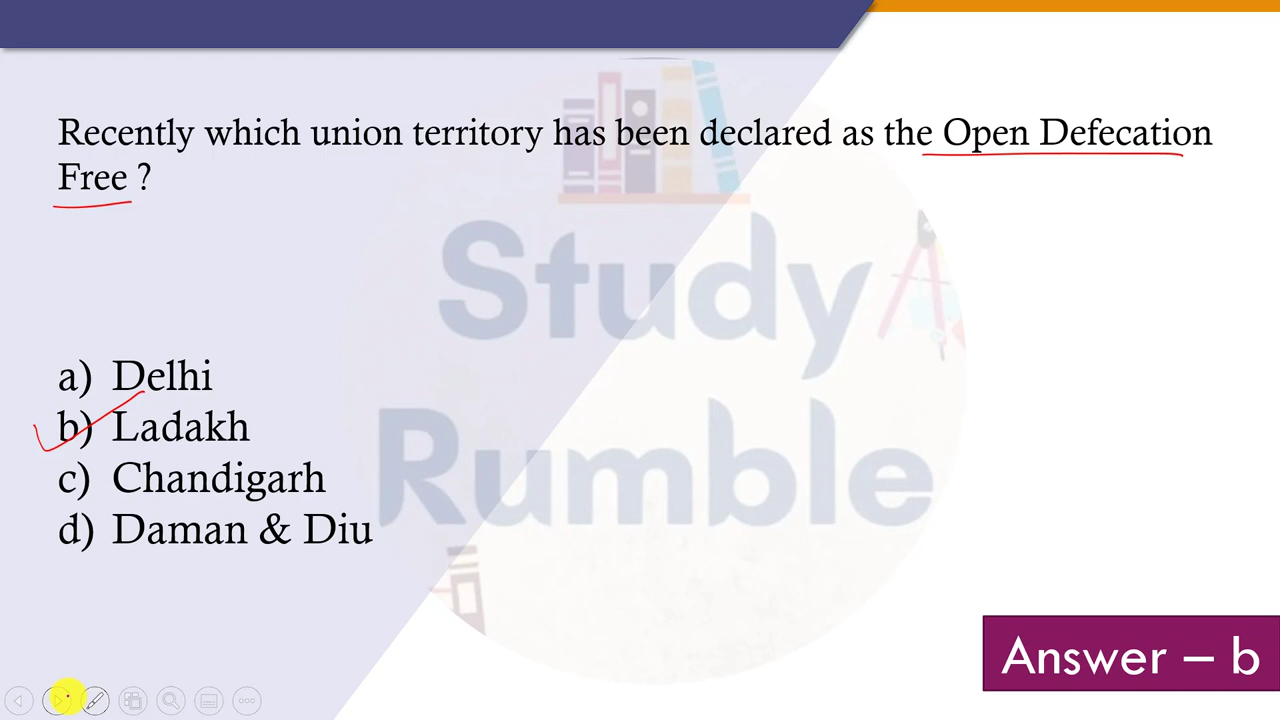 Recently which union territory has been declared as the Open Defecation
Free ?
Study
Rumble
a) Delhi
b) Ladakh
c) Chandigarh
d) Daman & Diu
Answer – b